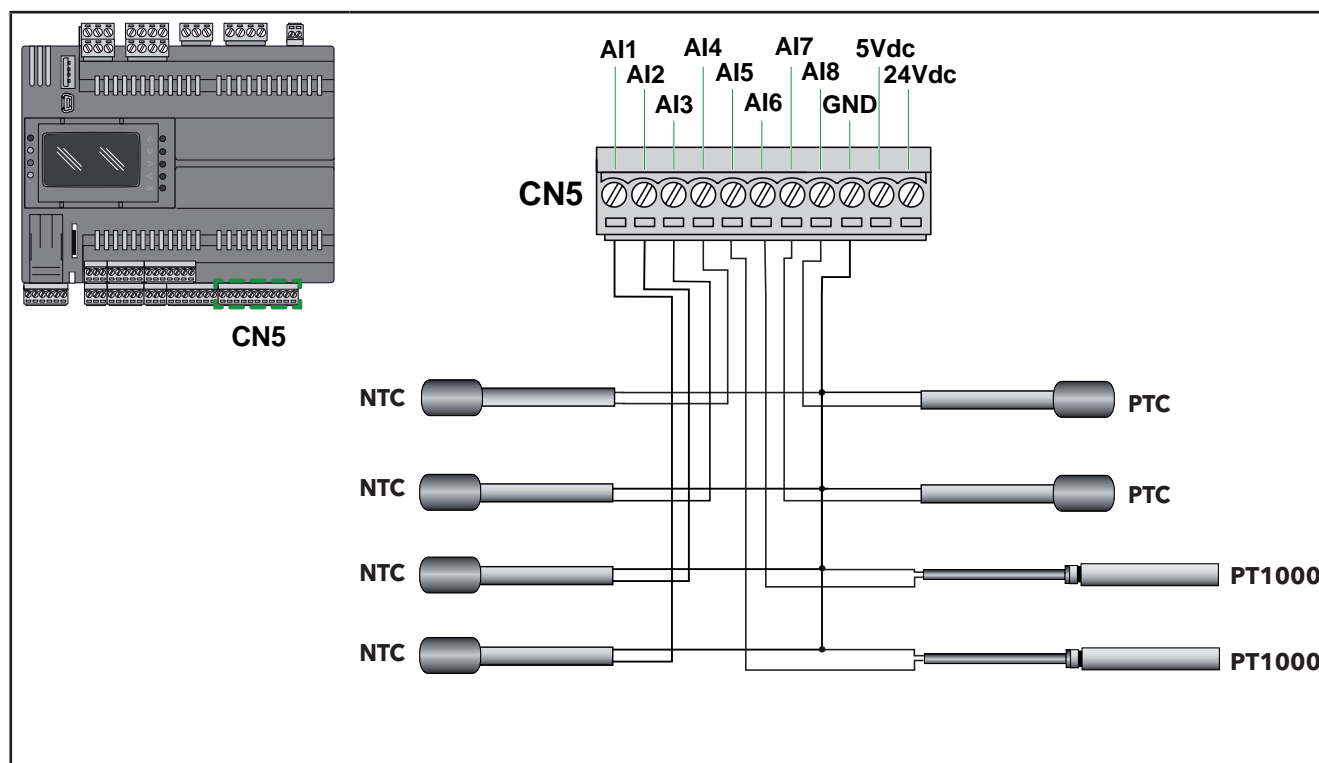 AI1 AI4 AI7 5Vdc
AI2 AI5 AI8 24Vdc
AI3 AI6 GND
CN5
CN5
NTC PTC
NTC PTC
NTC PT1000
NTC PT1000